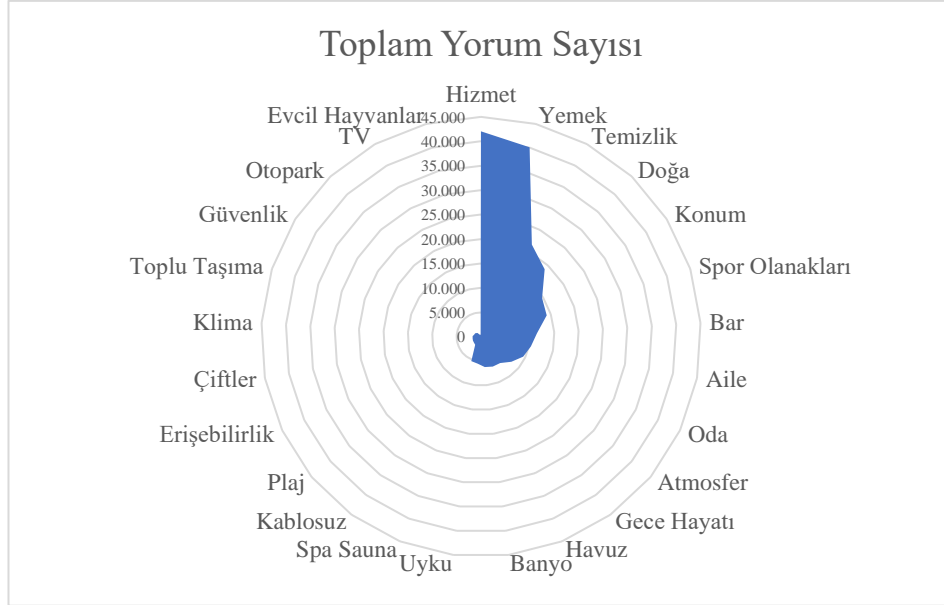 Toplam Yorum Sayısı
Hizmet
Yemek
Temizlik
Doğa
Konum
Spor Olanakları
Bar
Aile
Oda
Atmosfer
Gece Hayatı
Havuz
Banyo
Uyku
Spa Sauna
Kablosuz
Plaj
Erişebilirlik
Çiftler
Klima
Toplu Taşıma
Güvenlik
Otopark
TV
Evcil Hayvanlar
45.000
40.000
35.000
30.000
25.000
20.000
15.000
10.000
5.000
0